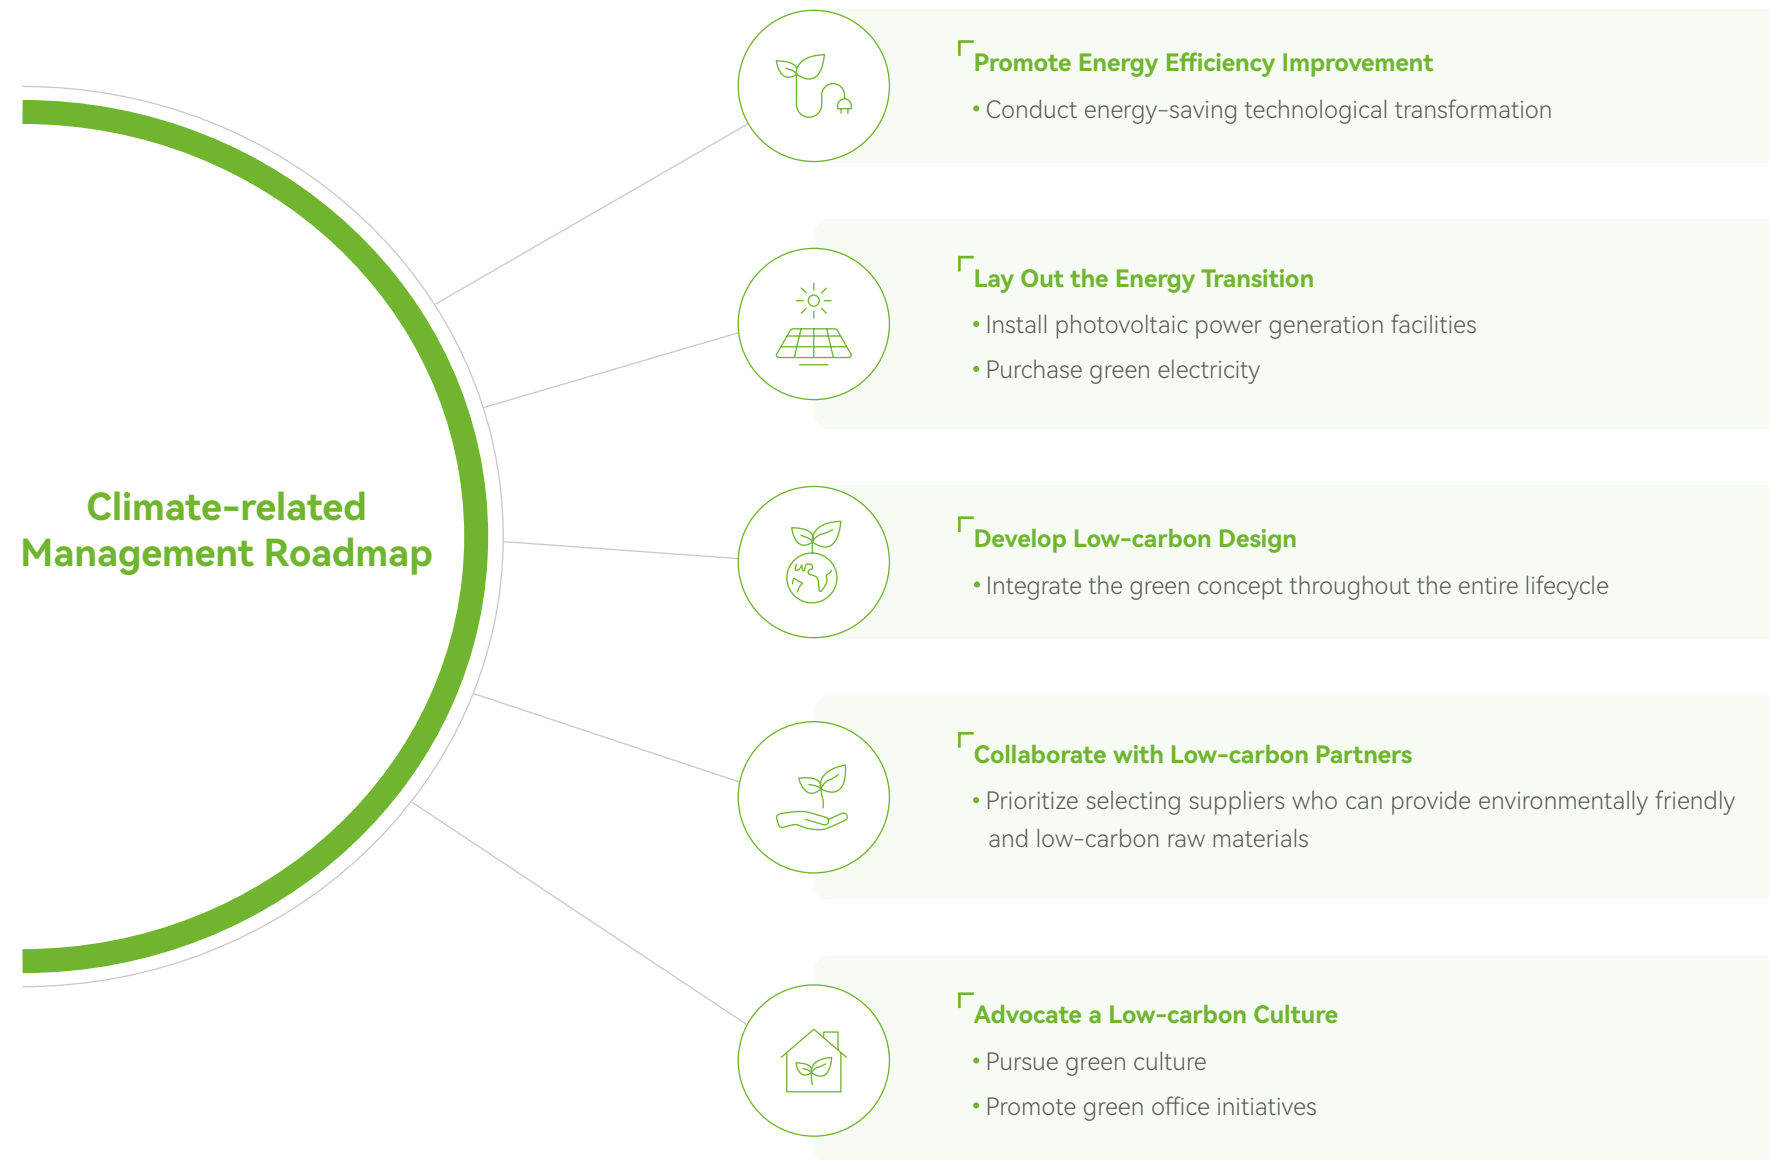 Climate-related
Management Roadmap
Promote Energy Efficiency Improvement
• Conduct energy-saving technological transformation
Lay Out the Energy Transition
• Install photovoltaic power generation facilities
• Purchase green electricity
Develop Low-carbon Design
• Integrate the green concept throughout the entire lifecycle
Collaborate with Low-carbon Partners
• Prioritize selecting suppliers who can provide environmentally friendly
and low-carbon raw materials
Advocate a Low-carbon Culture
• Pursue green culture
• Promote green office initiatives